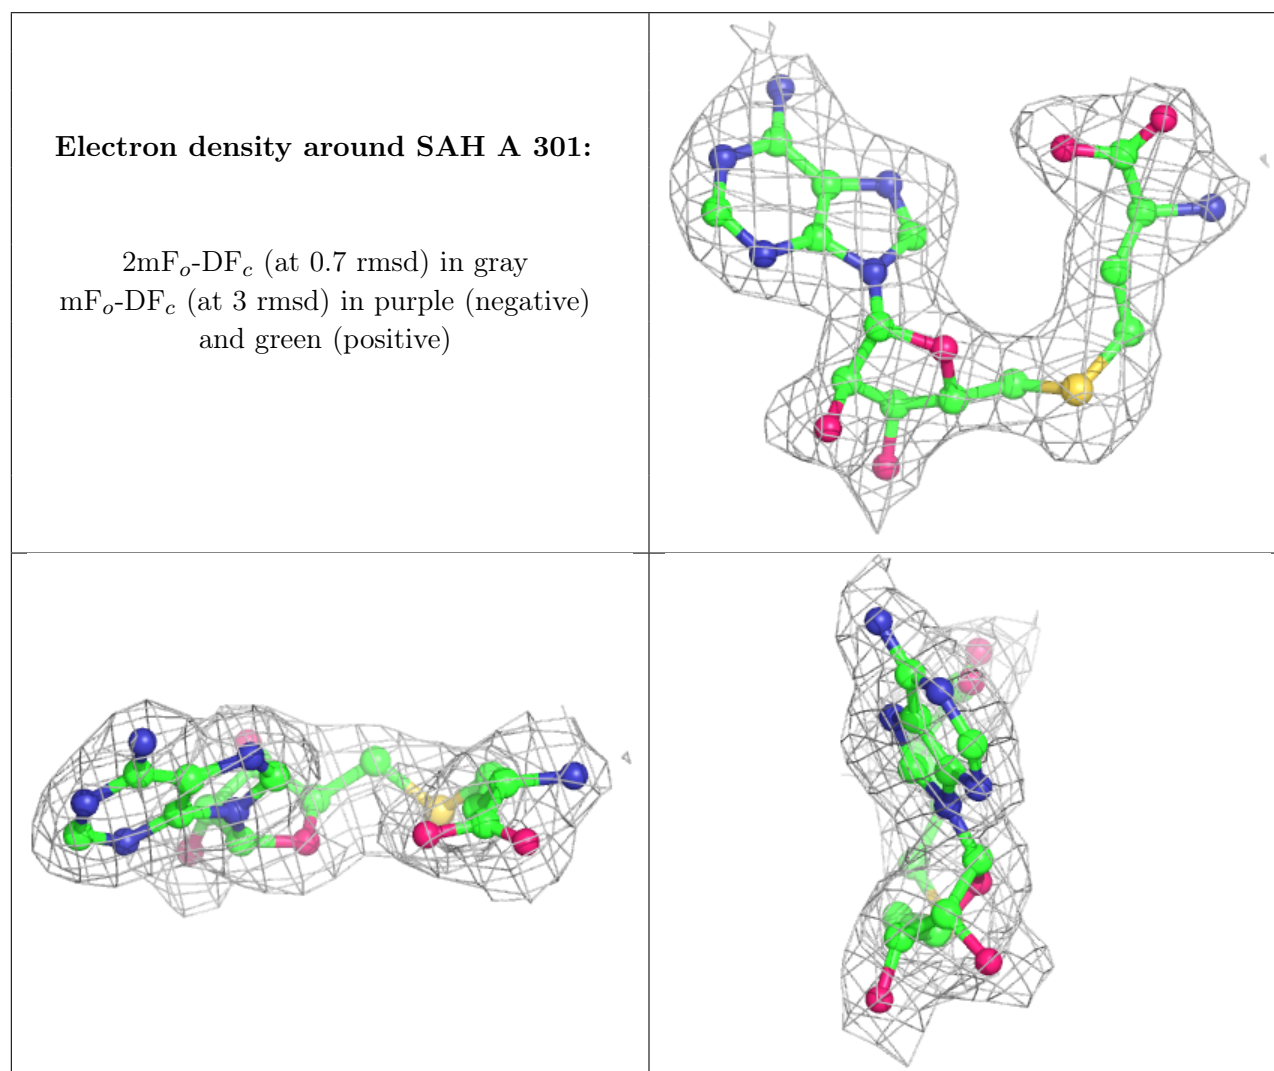 Electron density around SAH A 301:
2mFo-DFc (at 0.7 rmsd) in gray
mFo-DFc (at 3 rmsd) in purple (negative)
and green (positive)